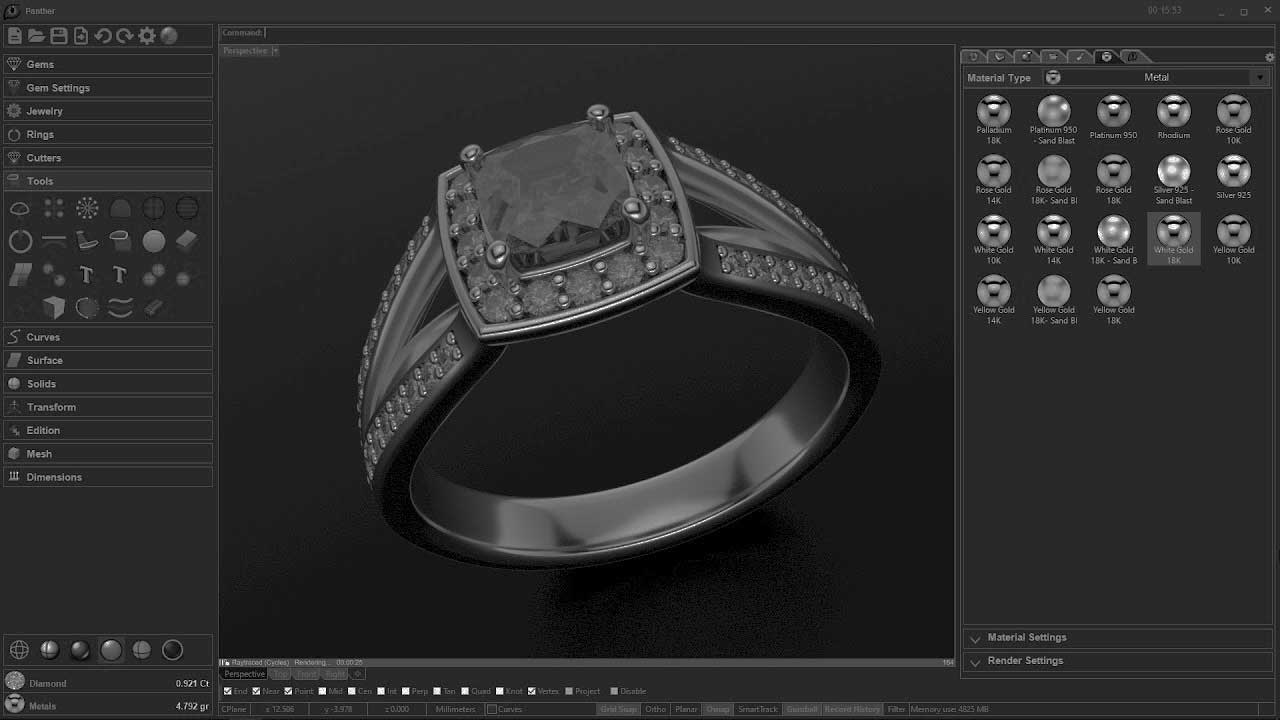 Panther
00:15:53
Command:
Perspective
Gems
Gem Settings
Jewelry
Rings
Cutters
Tools
Curves
Surface
Solids
Transform
Edition
Mesh
Dimensions
Diamond 0.921 Ct
Metals 4.792 gr
Material Type Metal
Palladium
18K
Platinum 950
- Sand Blast
Platinum 950
Rhodium
Rose Gold
10K
Rose Gold
14K
Rose Gold
18K- Sand Bl
Rose Gold
18K
Silver 925 -
Sand Blast
Silver 925
White Gold
10K
White Gold
14K
White Gold
18K - Sand B
White Gold
18K
Yellow Gold
10K
Yellow Gold
14K
Yellow Gold
18K- Sand Bl
Yellow Gold
18K
Material Settings
Render Settings
Raytraced (Cycles) Rendering... 00:00:25
Perspective Top Front Right
End Near Point Mid Cen Int Perp Tan Quad Knot Vertex Project Disable
CPlane x 12.506 y -3.978 z 0.000 Millimeters Curves Grid Snap Ortho Planar Osnap SmartTrack Gumball Record History Filter Memory use: 4825 MB